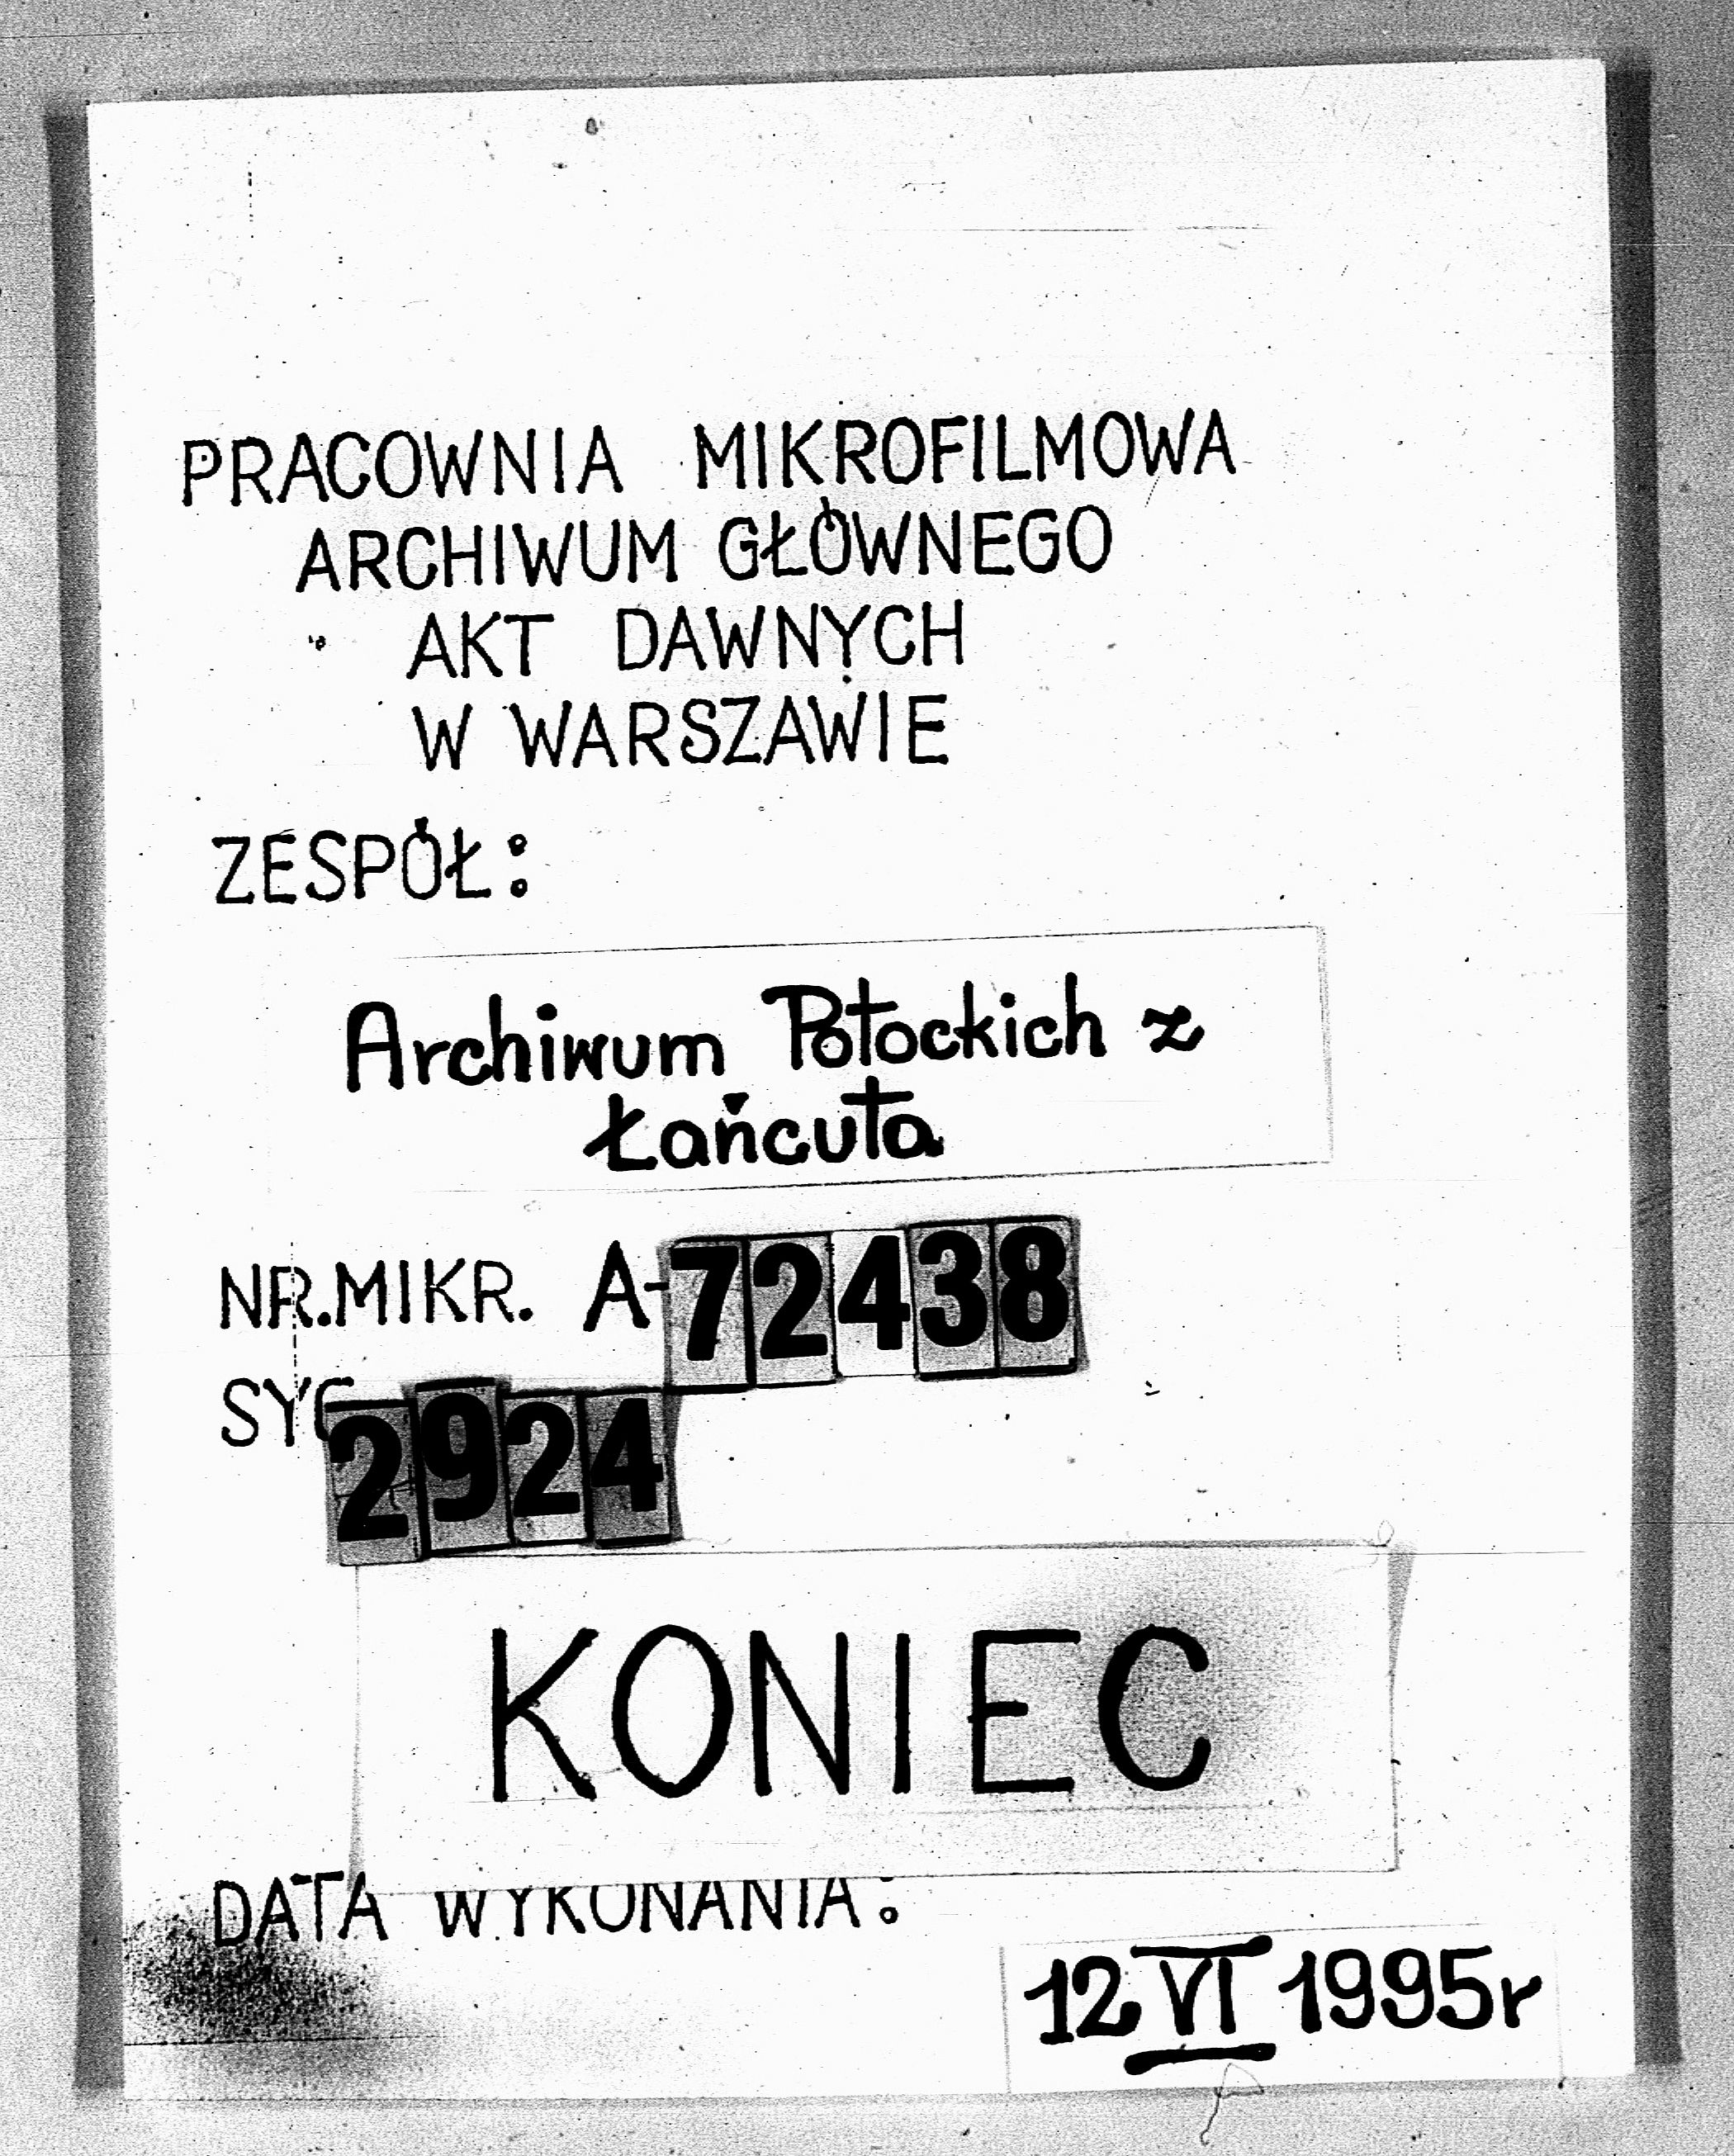 PRACOWNIA MIKROFILMOWA
ARCHIWUM GŁÓWNEGO
AKT DAWNYCH
W WARSZAWIE
ZESPÓŁ:
Archiwum Potockich z
Łańcuta
NR.MIKR. A-72438
SYG 2924
KONIEC
DATA WYKONANIA:
12 VI 1995r